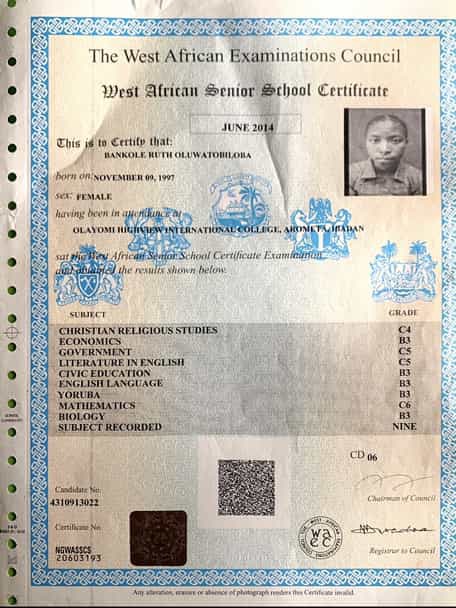 The West African Examinations Council
West African Senior School Certificate
JUNE 2014
This is to Certify that:
BANKOLE RUTH OLUWATOBILOBA
born on: NOVEMBER 09, 1997
sex: FEMALE
having been in attendance at
OLAYOMI HIGHVIEW INTERNATIONAL COLLEGE, AROMETA, IBADAN
sat the West African Senior School Certificate Examination
and obtained the results shown below.
SUBJECT GRADE
CHRISTIAN RELIGIOUS STUDIES C4
ECONOMICS B3
GOVERNMENT C5
LITERATURE IN ENGLISH C5
CIVIC EDUCATION B3
ENGLISH LANGUAGE B3
YORUBA B3
MATHEMATICS C6
BIOLOGY B3
SUBJECT RECORDED NINE
CD 06
Candidate No.
4310913022
Chairman of Council
Certificate No.
NGWASSCS
20603193
waec
Registrar to Council
Any alteration, erasure or absence of photograph renders this Certificate invalid.